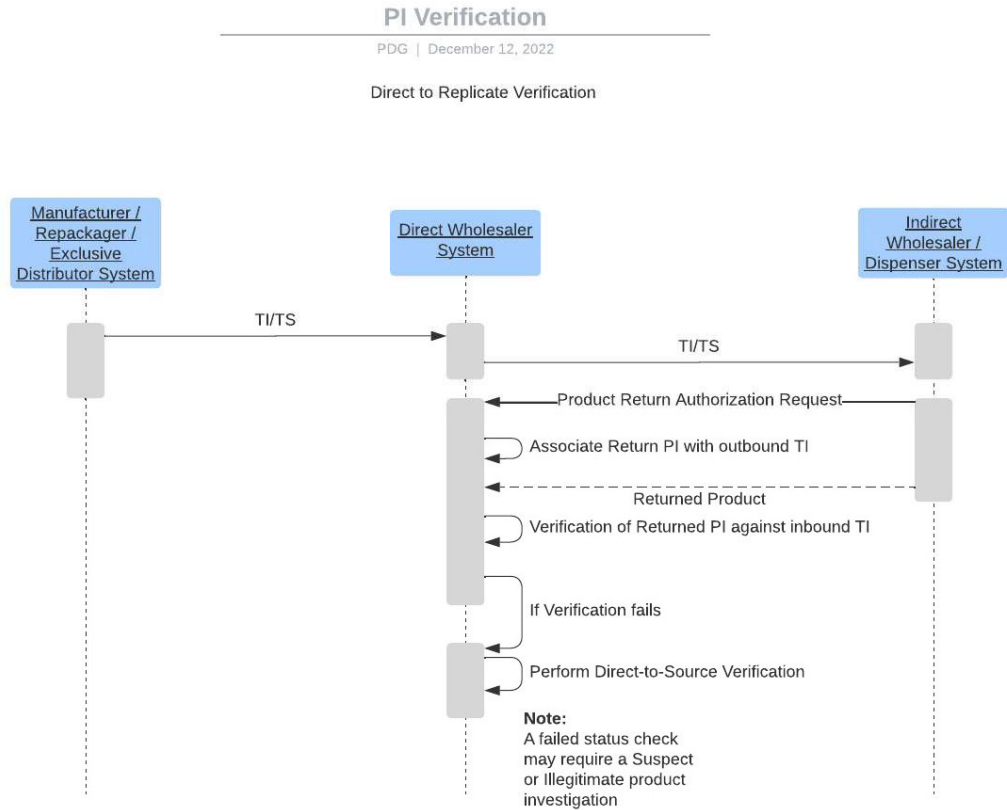 PI Verification
PDG | December 12, 2022
Direct to Replicate Verification
Manufacturer /
Repackager /
Exclusive
Distributor System
Direct Wholesaler
System
Indirect
Wholesaler /
Dispenser System
TI/TS
TI/TS
Product Return Authorization Request
Associate Return PI with outbound TI
Returned Product
Verification of Returned PI against inbound TI
If Verification fails
Perform Direct-to-Source Verification
Note:
A failed status check
may require a Suspect
or Illegitimate product
investigation